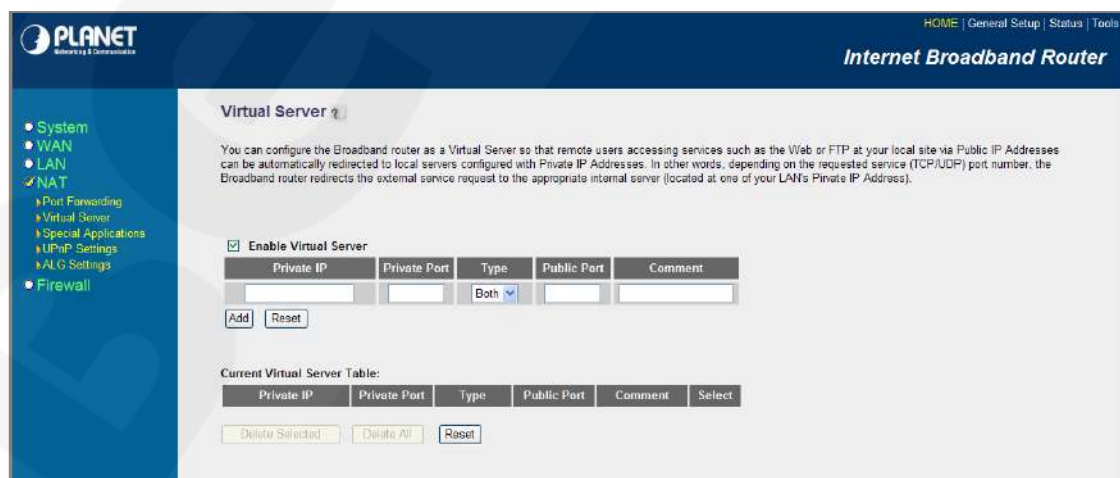 PLANET
Networking & Communication
HOME | General Setup | Status | Tools
Internet Broadband Router
System
WAN
LAN
NAT
Port Forwarding
Virtual Server
Special Applications
UPnP Settings
ALG Settings
Firewall
Virtual Server
You can configure the Broadband router as a Virtual Server so that remote users accessing services such as the Web or FTP at your local site via Public IP Addresses
can be automatically redirected to local servers configured with Private IP Addresses. In other words, depending on the requested service (TCP/UDP) port number, the
Broadband router redirects the external service request to the appropriate internal server (located at one of your LAN's Private IP Address).
Enable Virtual Server
Private IP Private Port Type Public Port Comment
Both
Add Reset
Current Virtual Server Table:
Private IP Private Port Type Public Port Comment Select
Delete Selected Delete All Reset